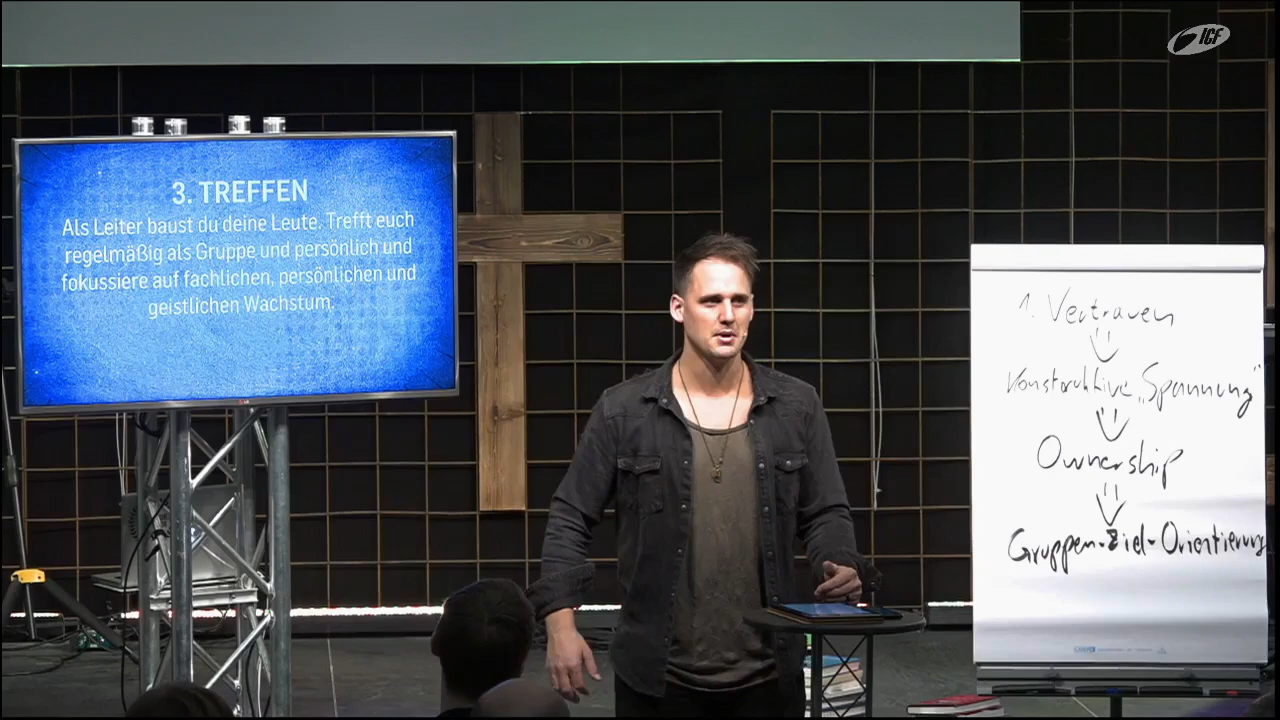 ICF
3. TREFFEN
Als Leiter baust du deine Leute. Trefft euch
regelmäßig als Gruppe und persönlich und
fokussiere auf fachlichen, persönlichen und
geistlichen Wachstum.
LG
1. Vertrauen
Konstruktive „Spannung"
Ownership
Gruppen-Ziel-Orientierung